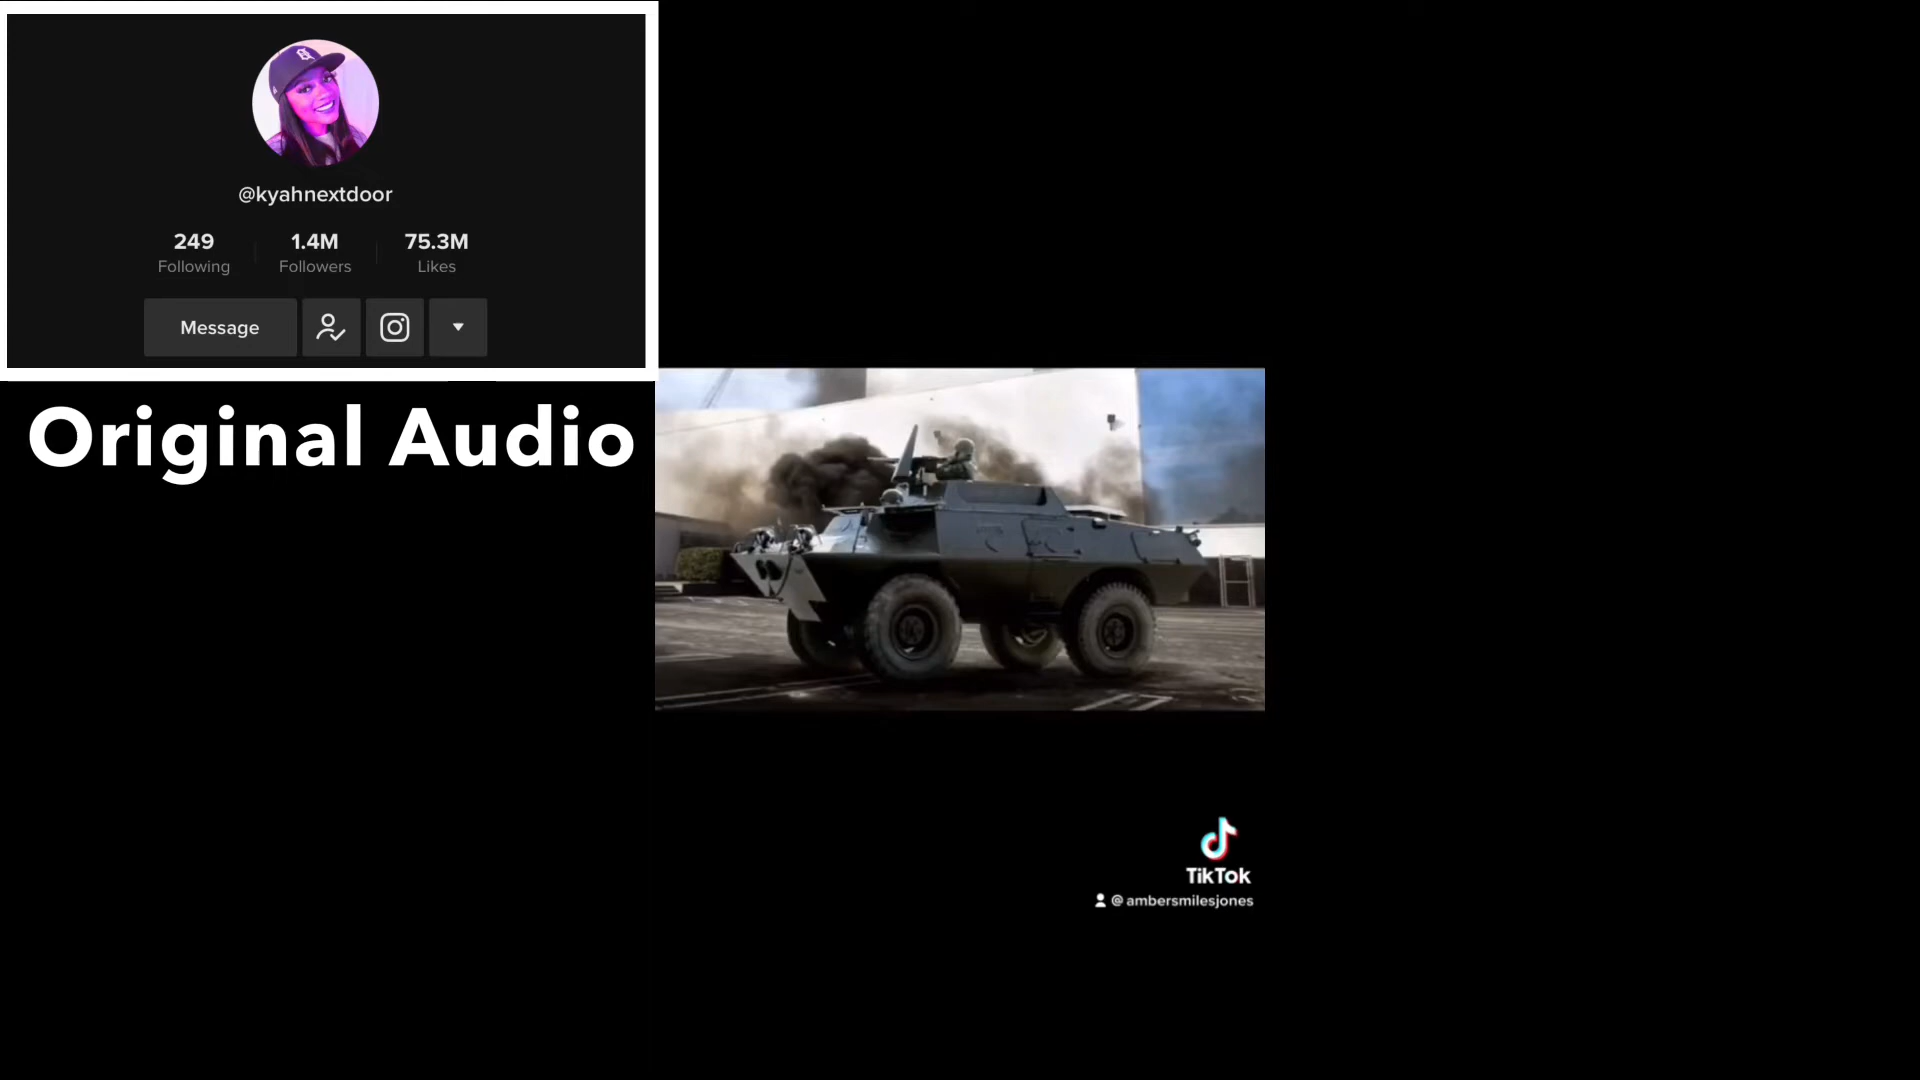 @kyahnextdoor
249 1.4M 75.3M
Following Followers Likes
Message
Original Audio
TikTok
@ambersmilesjones